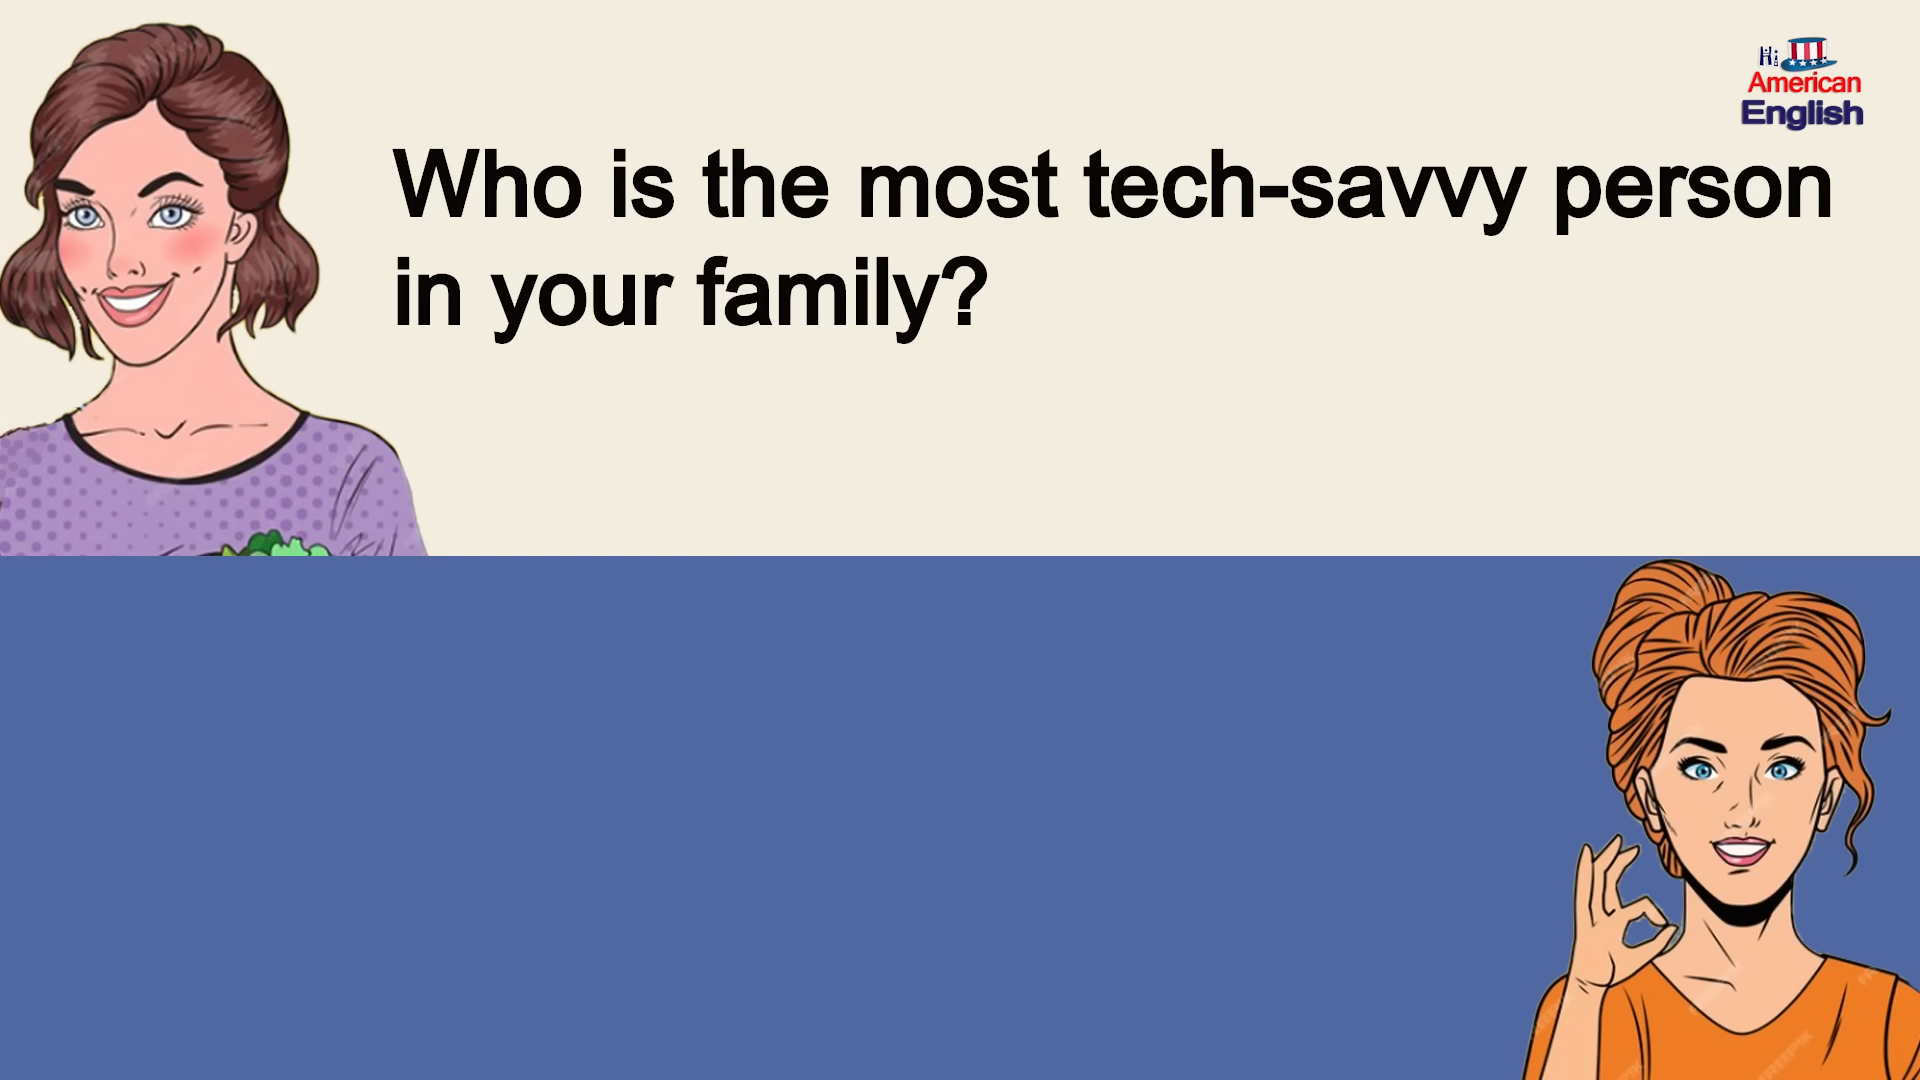 Hi
American
English
Who is the most tech-savvy person
in your family?